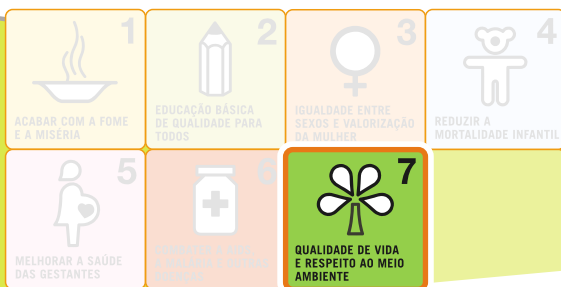 1
ACABAR COM A FOME
E A MISÉRIA
2
EDUCAÇÃO BÁSICA
DE QUALIDADE PARA
TODOS
3
IGUALDADE ENTRE
SEXOS E VALORIZAÇÃO
DA MULHER
4
REDUZIR A
MORTALIDADE INFANTIL
5
MELHORAR A SAÚDE
DAS GESTANTES
6
7
QUALIDADE DE VIDA
E RESPEITO AO MEIO
AMBIENTE